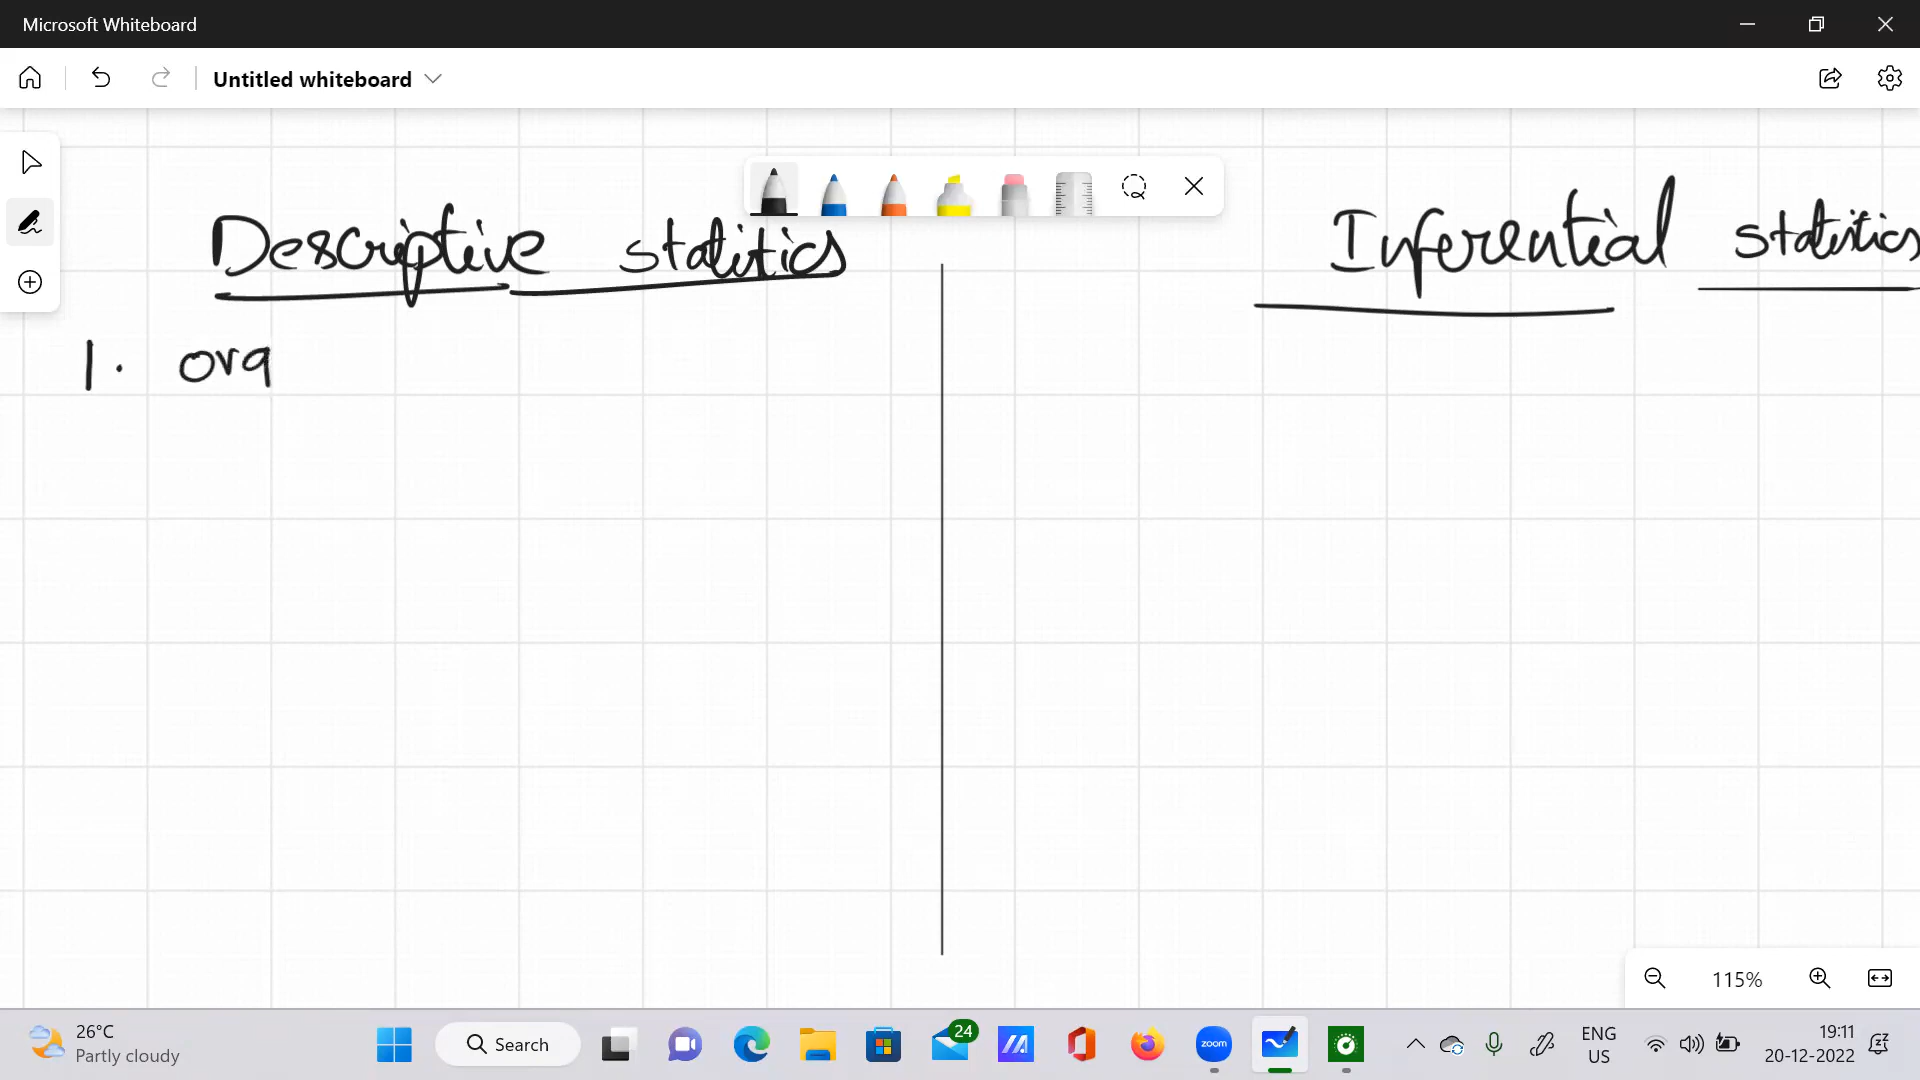 Microsoft Whiteboard
Untitled whiteboard
Descriptive statistics
Inferential statistics
1. org
115%
26°C
Partly cloudy
Search
24
zoom
ENG
US
19:11
20-12-2022